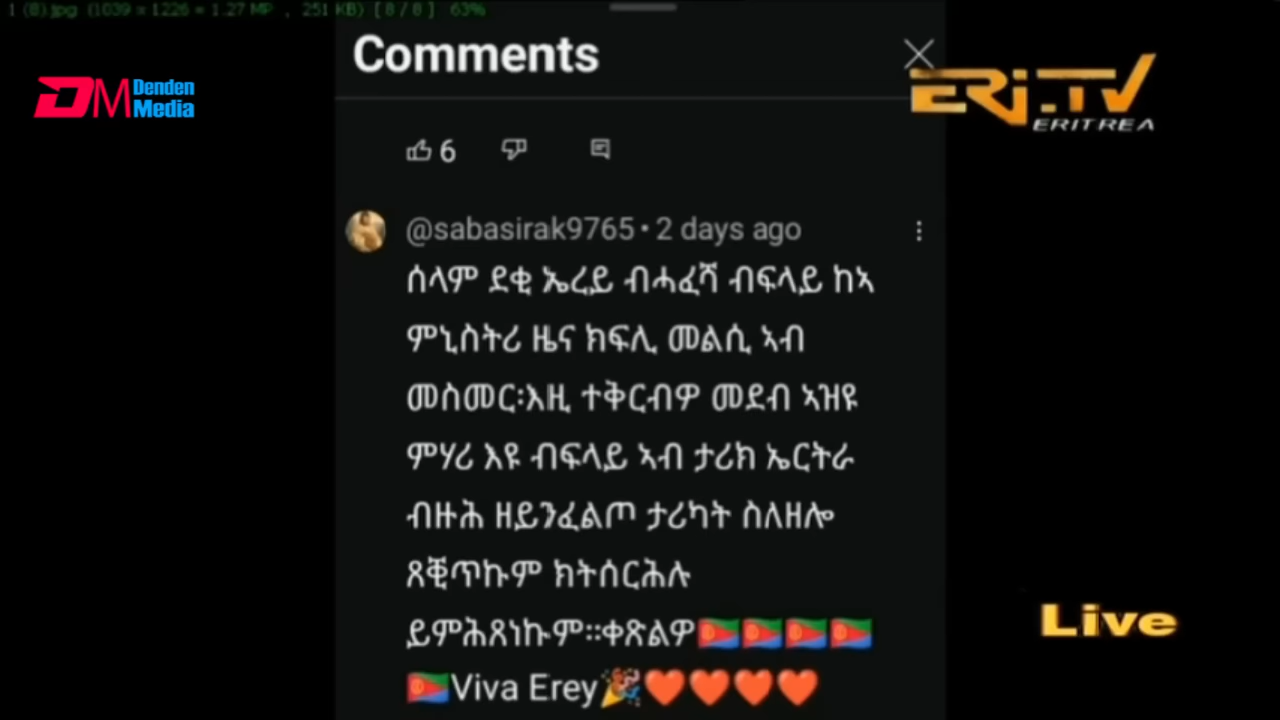 1 (8).jpg (1039 x 1226 = 1.27 MP , 251 KB) [8/8] 63%
Comments
DM Denden Media
ERi.TV
ERITREA
6
@sabasirak9765 • 2 days ago
ሰላም ደቂ ኤረይ ብሓፈሻ ብፍላይ ከኣ
ምኒስትሪ ዜና ክፍሊ መልሲ ኣብ
መስመር፡እዚ ተቅርብዎ መደብ ኣዝዩ
ምሃሪ እዩ ብፍላይ ኣብ ታሪክ ኤርትራ
ብዙሕ ዘይንፈልጦ ታሪካት ስለዘሎ
ጸቒጥኩም ክትሰርሕሉ
ይምሕጸነኩም።ቀጽልዎ🇪🇷🇪🇷🇪🇷🇪🇷
🇪🇷Viva Erey🎉❤️❤️❤️❤️
Live